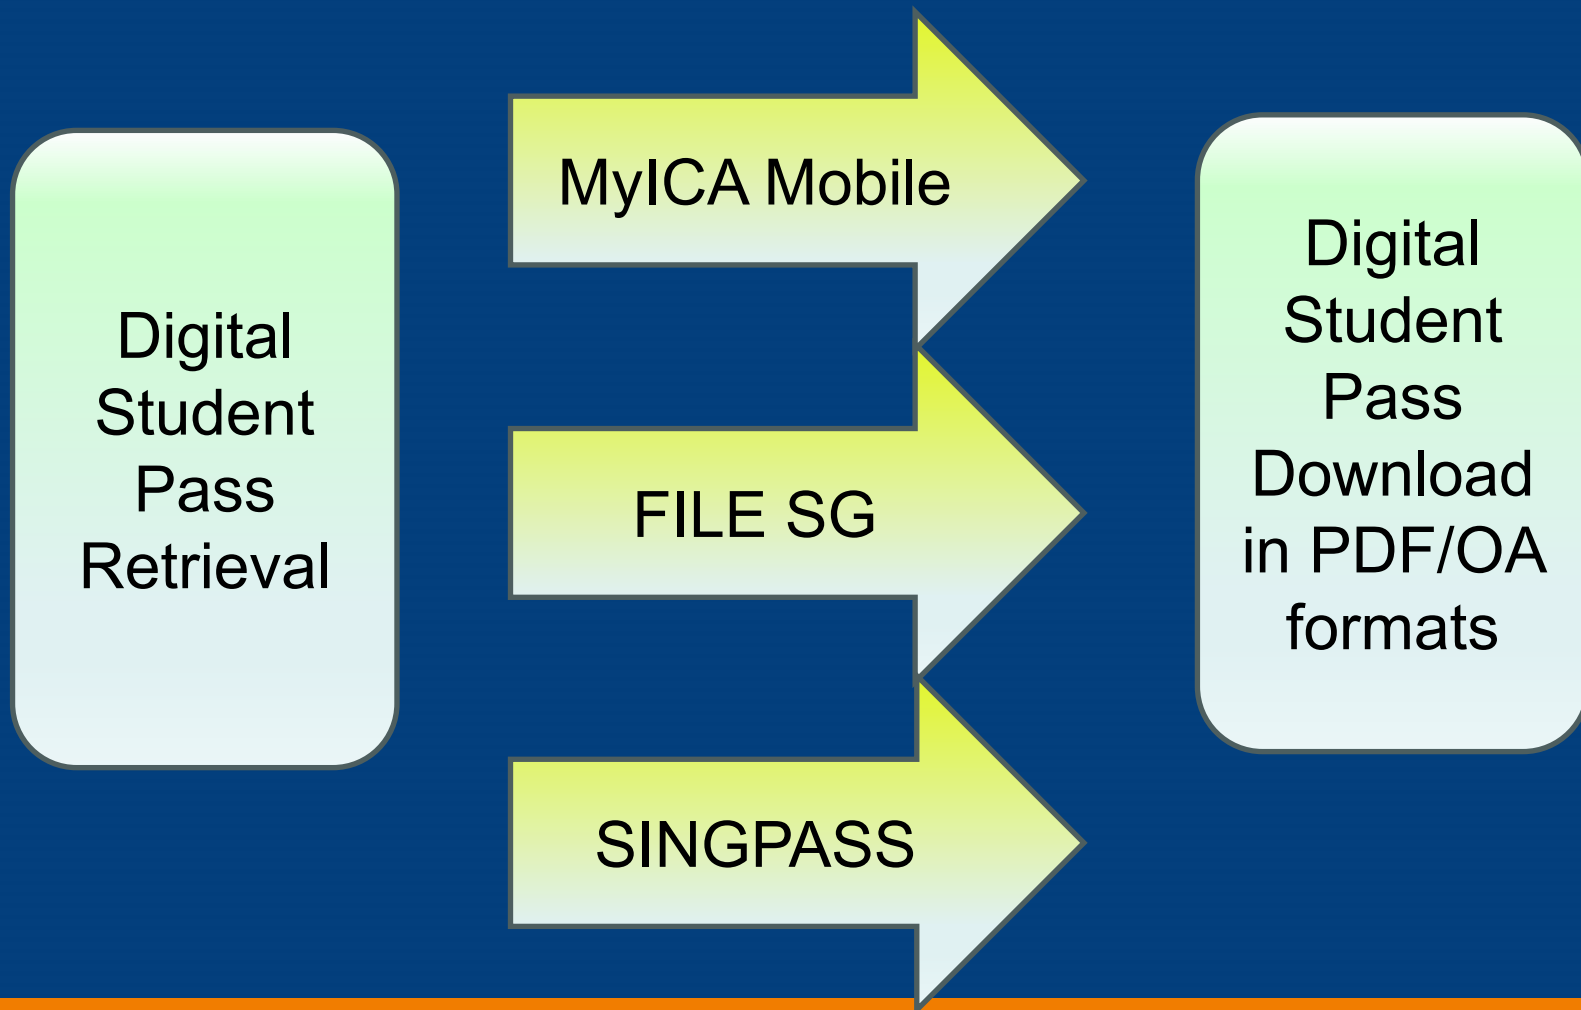 Digital
Student
Pass
Retrieval
MyICA Mobile
FILE SG
SINGPASS
Digital
Student
Pass
Download
in PDF/OA
formats